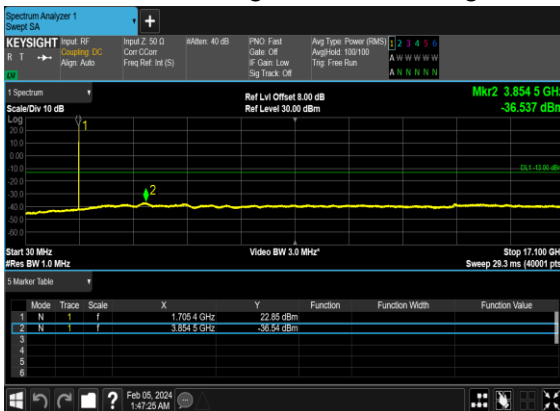 Spectrum Analyzer 1
Swept SA
+
KEYSIGHT Input: RF Input Z: 50 Ω #Atten: 40 dB PNO: Fast Avg Type: Power (RMS) 1 2 3 4 5 6
R T Coupling: DC Corr CCorr Gate: Off Avg|Hold: 100/100 A W W W W W
Align: Auto Freq Ref: Int (S) IF Gain: Low Trig: Free Run
LV Sig Track: Off A N N N N N
1 Spectrum Ref Lvl Offset 8.00 dB Mkr2 3.854 5 GHz
Scale/Div 10 dB Ref Level 30.00 dBm -36.537 dBm
Log
20.0 1
10.0
0.00
-10.0 DL1 -13.00 dBm
-20.0
-30.0 2
-40.0
-50.0
-60.0
Start 30 MHz Video BW 3.0 MHz* Stop 17.100 GHz
#Res BW 1.0 MHz Sweep 29.3 ms (40001 pts
5 Marker Table
Mode Trace Scale X Y Function Function Width Function Value
1 N 1 f 1.705 4 GHz 22.85 dBm
2 N 1 f 3.854 5 GHz -36.54 dBm
3
4
5
6
? Feb 05, 2024
1:47:25 AM